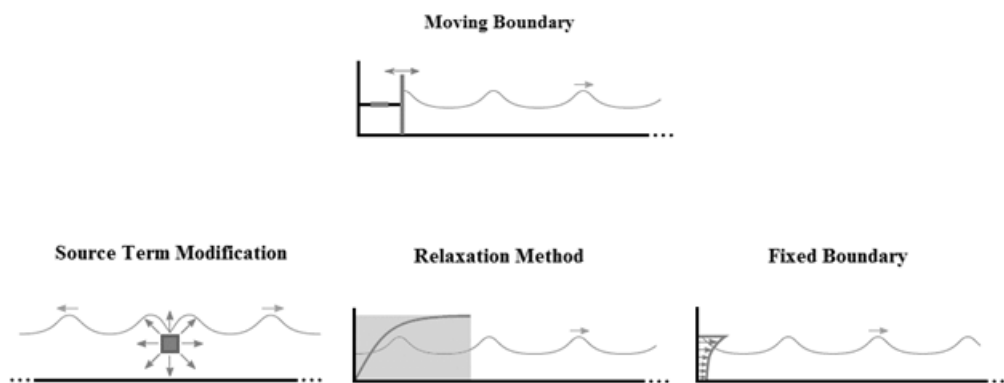 Moving Boundary
Source Term Modification
Relaxation Method
Fixed Boundary